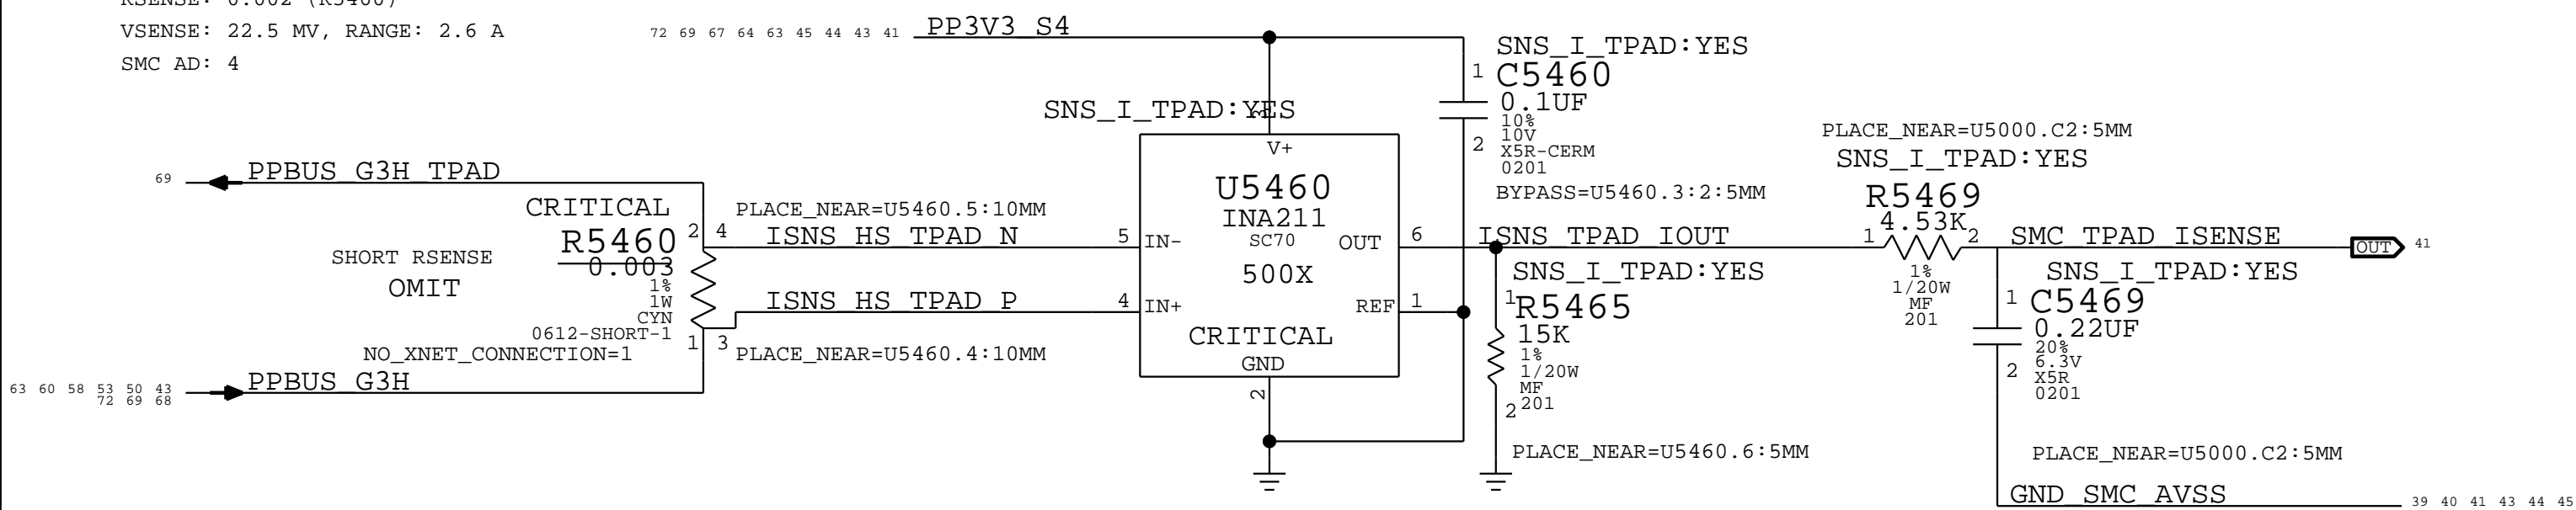 RSENSE: 0.002 (R5460)
VSENSE: 22.5 MV, RANGE: 2.6 A
SMC AD: 4
72 69 67 64 63 45 44 43 41 PP3V3_S4
SNS_I_TPAD:YES
1 C5460
0.1UF
10%
10V
2 X5R-CERM
0201
BYPASS=U5460.3:2:5MM
SNS_I_TPAD:YES
3
V+
U5460
INA211
SC70
500X
CRITICAL
GND
2
5 IN-
4 IN+
OUT 6
REF 1
69 PPBUS_G3H_TPAD
CRITICAL
R5460 2 4
0.003
1%
1W
CYN
0612-SHORT-1
1 3
SHORT RSENSE
OMIT
NO_XNET_CONNECTION=1
PLACE_NEAR=U5460.5:10MM
ISNS_HS_TPAD_N
ISNS_HS_TPAD_P
PLACE_NEAR=U5460.4:10MM
63 60 58 53 50 43 PPBUS_G3H
72 69 68
ISNS_TPAD_IOUT
SNS_I_TPAD:YES
1 R5465
15K
1%
1/20W
MF
2 201
PLACE_NEAR=U5460.6:5MM
PLACE_NEAR=U5000.C2:5MM
SNS_I_TPAD:YES
R5469
4.53K
1 2
1%
1/20W
MF
201
SMC_TPAD_ISENSE OUT 41
SNS_I_TPAD:YES
1 C5469
0.22UF
20%
6.3V
2 X5R
0201
PLACE_NEAR=U5000.C2:5MM
GND_SMC_AVSS 39 40 41 43 44 45